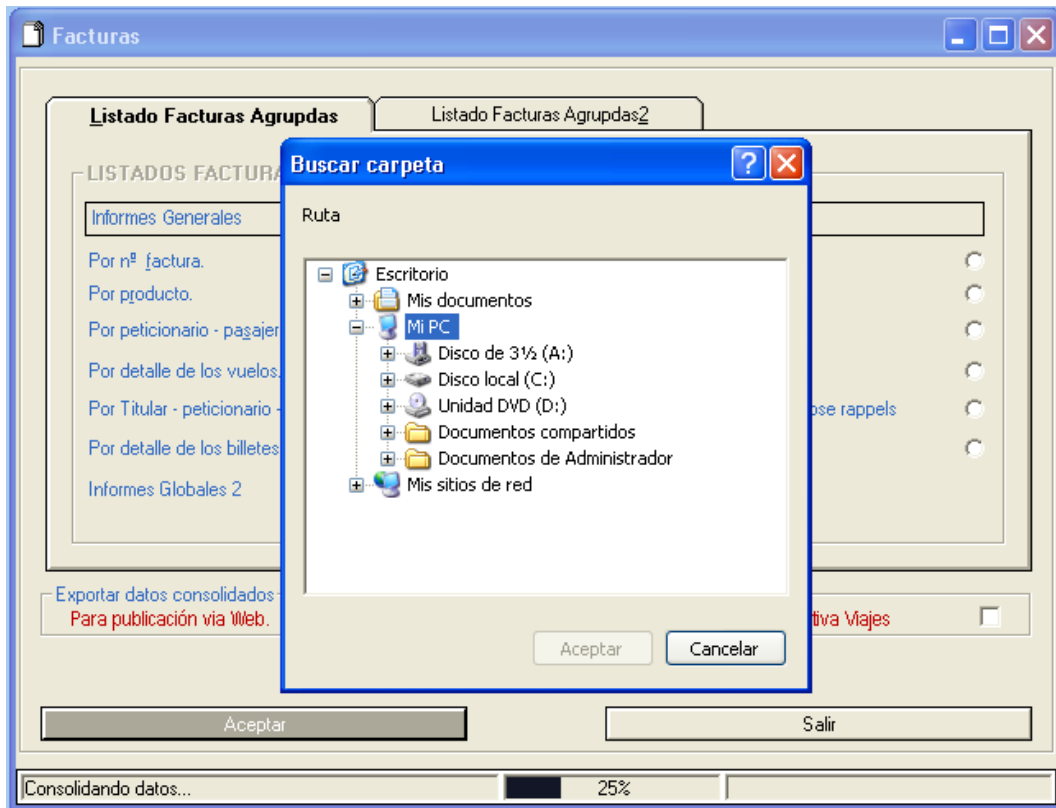 Facturas
Listado Facturas Agrupdas
Listado Facturas Agrupdas2
LISTADOS FACTURA
Informes Generales
Por nº factura.
Por producto.
Por peticionario - pasajer
Por detalle de los vuelos.
Por Titular - peticionario -
ose rappels
Por detalle de los billetes
Informes Globales 2
Buscar carpeta
Ruta
Escritorio
Mis documentos
Mi PC
Disco de 3½ (A:)
Disco local (C:)
Unidad DVD (D:)
Documentos compartidos
Documentos de Administrador
Mis sitios de red
Aceptar
Cancelar
Exportar datos consolidados
Para publicación via Web.
tiva Viajes
Aceptar
Salir
Consolidando datos...
25%